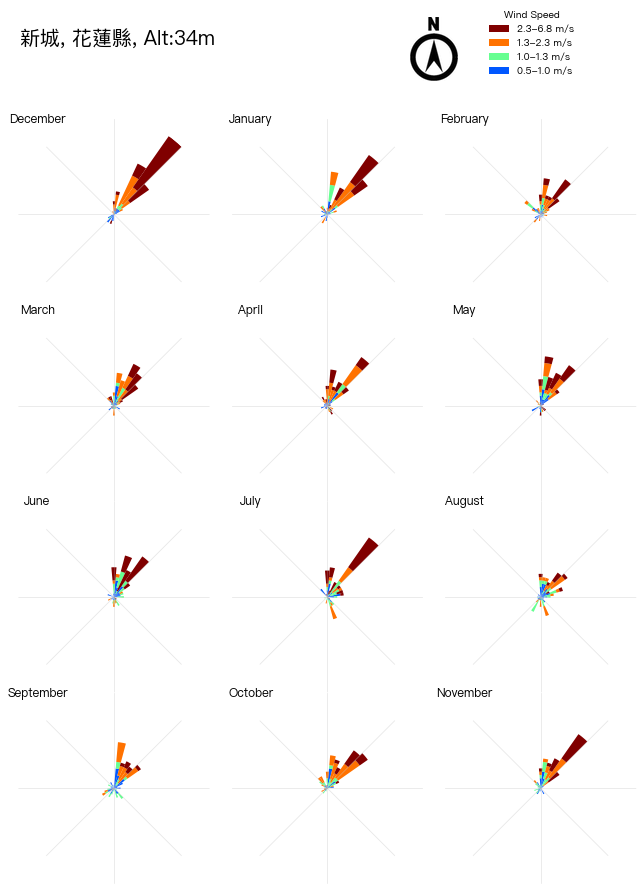 新城, 花蓮縣, Alt:34m
N
Wind Speed
2.3–6.8 m/s
1.3–2.3 m/s
1.0–1.3 m/s
0.5–1.0 m/s
December
January
February
March
April
May
June
July
August
September
October
November